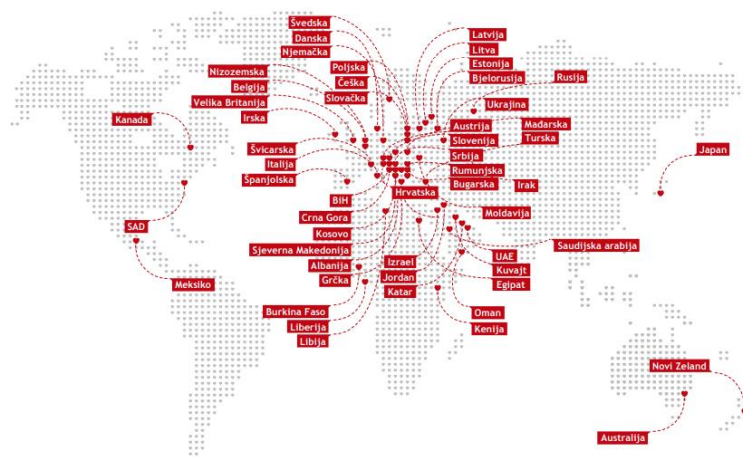 Švedska
Danska
Njemačka
Nizozemska
Belgija
Velika Britanija
Irska
Poljska
Češka
Slovačka
Latvija
Litva
Estonija
Bjelorusija
Rusija
Ukrajina
Kanada
Švicarska
Italija
Španjolska
Austrija
Mađarska
Slovenija
Turska
Srbija
Rumunjska
Bugarska
Irak
Japan
Hrvatska
Moldavija
BiH
Crna Gora
Kosovo
Sjeverna Makedonija
Albanija
Grčka
SAD
Meksiko
Izrael
Jordan
Katar
Saudijska arabija
UAE
Kuvajt
Egipat
Burkina Faso
Liberija
Libija
Oman
Kenija
Novi Zeland
Australija